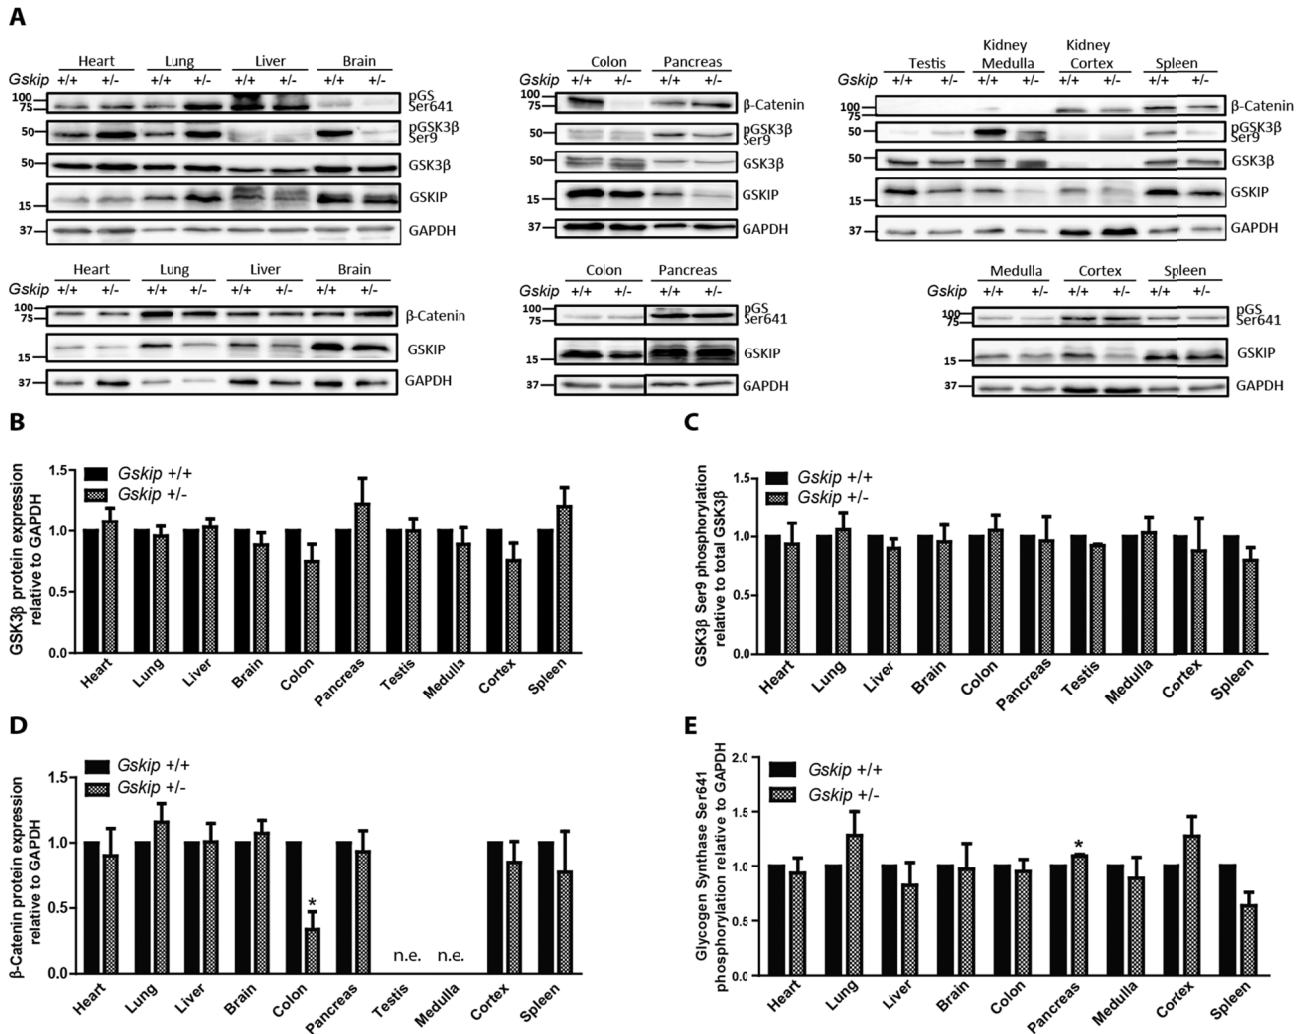 A
Heart Lung Liver Brain
Gskip +/+ +/- +/+ +/- +/+ +/- +/+ +/-
100
75
pGS
Ser641
50
pGSK3β
Ser9
50
GSK3β
15
GSKIP
37
GAPDH
Colon Pancreas
+/+ +/- +/+ +/-
100
75
β-Catenin
50
pGSK3β
Ser9
50
GSK3β
15
GSKIP
37
GAPDH
Testis Kidney Medulla Kidney Cortex Spleen
Gskip +/+ +/- +/+ +/- +/+ +/- +/+ +/-
100
75
β-Catenin
50
pGSK3β
Ser9
50
GSK3β
15
GSKIP
37
GAPDH
Heart Lung Liver Brain
Gskip +/+ +/- +/+ +/- +/+ +/- +/+ +/-
100
75
β-Catenin
15
GSKIP
37
GAPDH
Colon Pancreas
Gskip +/+ +/- +/+ +/-
100
75
pGS
Ser641
15
GSKIP
37
GAPDH
Medulla Cortex Spleen
Gskip +/+ +/- +/+ +/- +/+ +/-
100
75
pGS
Ser641
15
GSKIP
37
GAPDH
B
GSK3β protein expression
relative to GAPDH
1.5
1.0
0.5
0.0
Gskip +/+
Gskip +/-
Heart Lung Liver Brain Colon Pancreas Testis Medulla Cortex Spleen
C
GSK3β Ser9 phosphorylation
relative to total GSK3β
1.5
1.0
0.5
0.0
Gskip +/+
Gskip +/-
Heart Lung Liver Brain Colon Pancreas Testis Medulla Cortex Spleen
D
β-Catenin protein expression
relative to GAPDH
1.5
1.0
0.5
0.0
Gskip +/+
Gskip +/-
*
n.e. n.e.
Heart Lung Liver Brain Colon Pancreas Testis Medulla Cortex Spleen
E
Glycogen Synthase Ser641
phosphorylation relative to GAPDH
2.0
1.5
1.0
0.5
0.0
Gskip +/+
Gskip +/-
*
Heart Lung Liver Brain Colon Pancreas Medulla Cortex Spleen